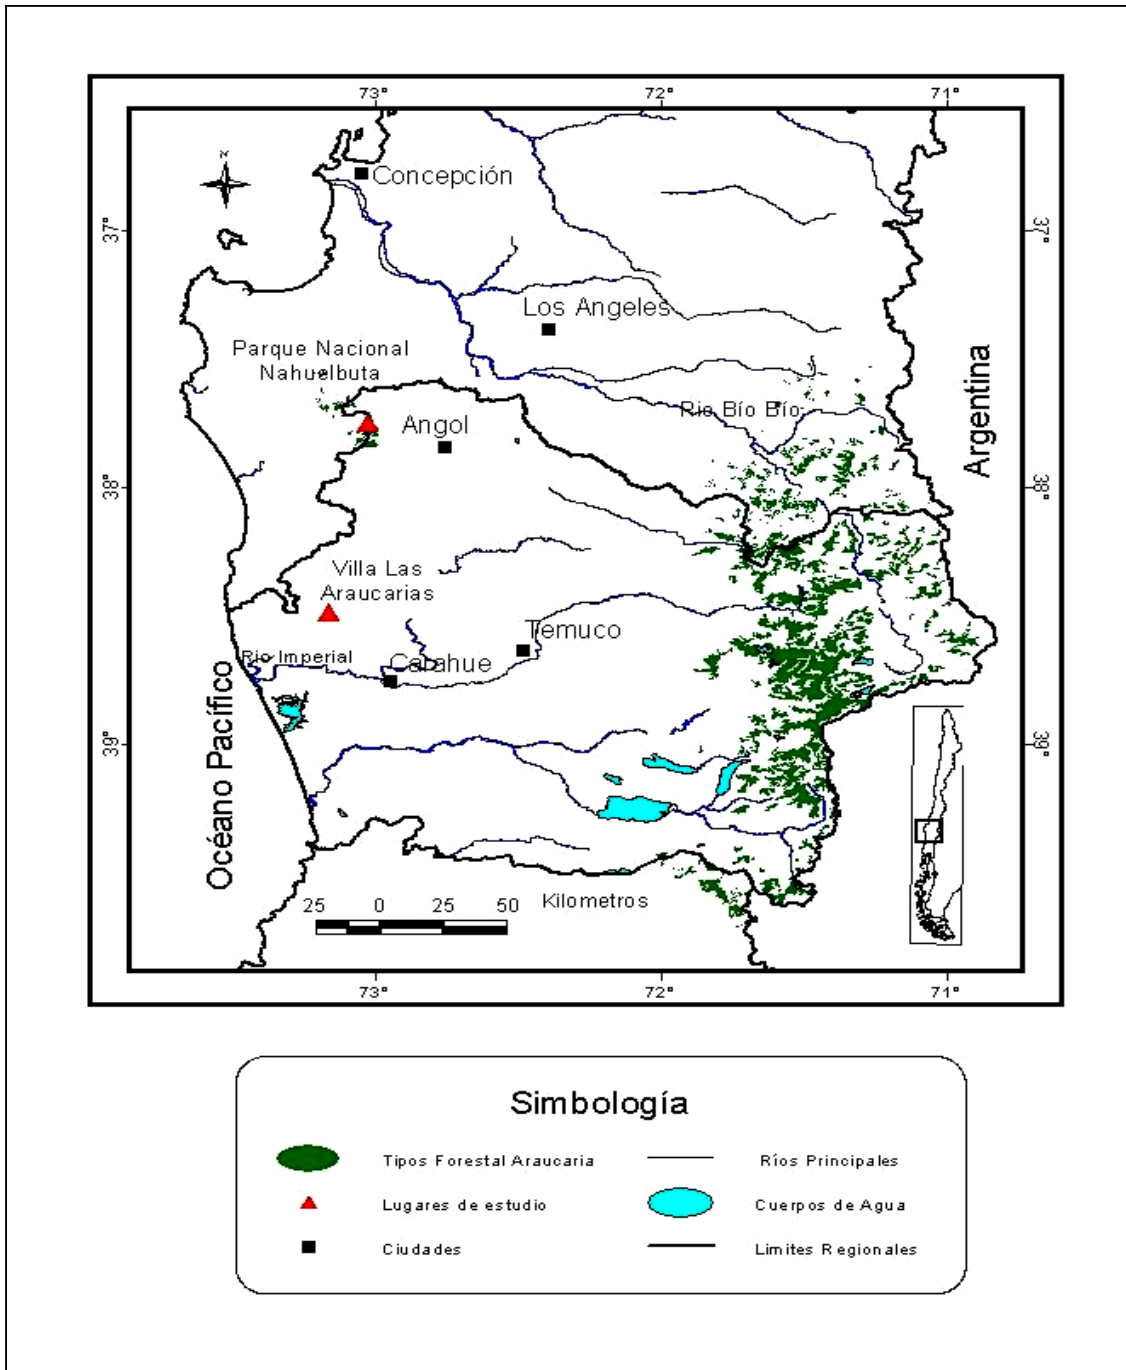 73° 72° 71°
N
Concepción
37° 37°
Los Angeles
Parque Nacional
Nahuelbuta
Rio Bío Bío
Argentina
Angol
38° 38°
Villa Las
Araucarias
Temuco
Rio Imperial
Carahue
Océano Pacífico
39° 39°
25 0 25 50
Kilometros
73° 72° 71°
Simbología
Tipos Forestal Araucaria
Ríos Principales
Lugares de estudio
Cuerpos de Agua
Ciudades
Limites Regionales